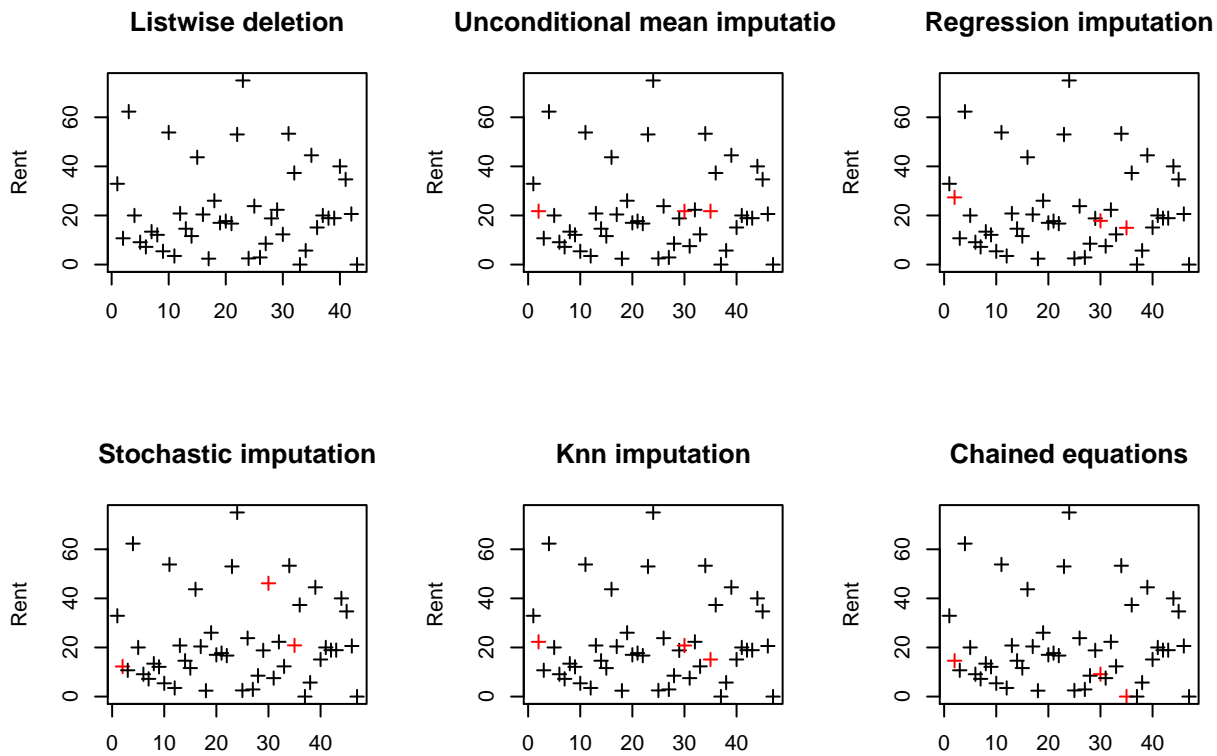 Listwise deletion
Unconditional mean imputatio
Regression imputation
Rent
0 20 40 60
0 10 20 30 40
Rent
0 20 40 60
0 10 20 30 40
Rent
0 20 40 60
0 10 20 30 40
Stochastic imputation
Knn imputation
Chained equations
Rent
0 20 40 60
0 10 20 30 40
Rent
0 20 40 60
0 10 20 30 40
Rent
0 20 40 60
0 10 20 30 40